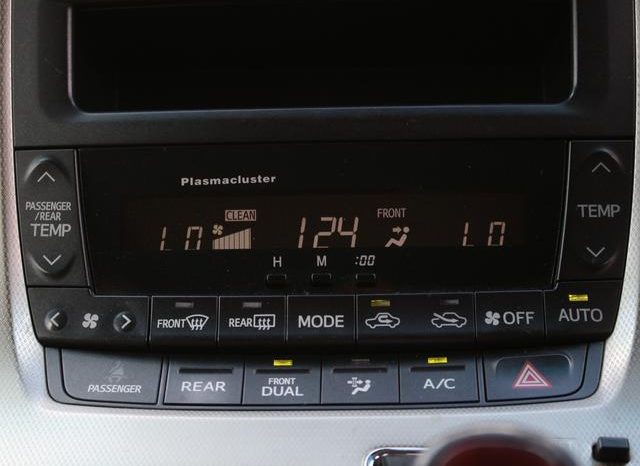 Plasmacluster
PASSENGER
/REAR
TEMP
TEMP
CLEAN
FRONT
LO 124 LO
H M :00
FRONT REAR MODE OFF AUTO
PASSENGER REAR FRONT DUAL A/C